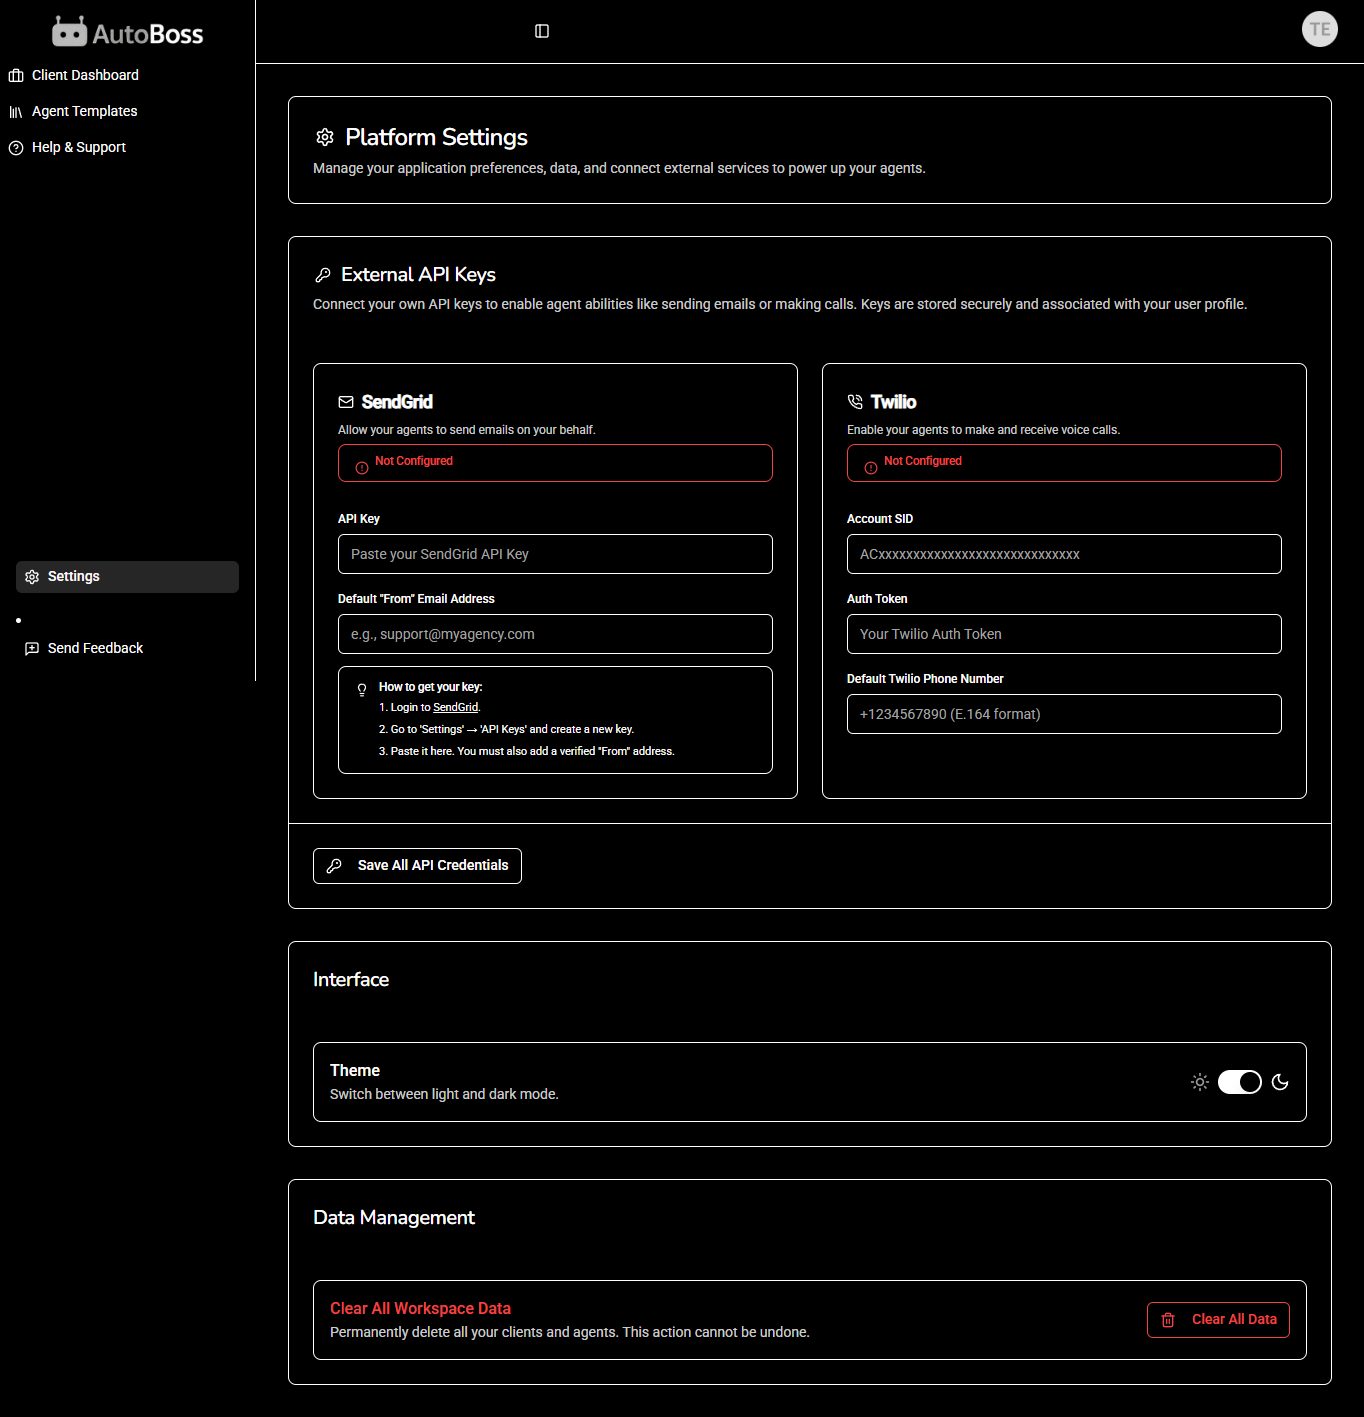 AutoBoss
TE
Client Dashboard
Agent Templates
Help & Support
Settings
Send Feedback
Platform Settings
Manage your application preferences, data, and connect external services to power up your agents.
External API Keys
Connect your own API keys to enable agent abilities like sending emails or making calls. Keys are stored securely and associated with your user profile.
SendGrid
Allow your agents to send emails on your behalf.
Not Configured
API Key
Paste your SendGrid API Key
Default "From" Email Address
e.g., support@myagency.com
How to get your key:
1. Login to SendGrid.
2. Go to 'Settings' → 'API Keys' and create a new key.
3. Paste it here. You must also add a verified "From" address.
Twilio
Enable your agents to make and receive voice calls.
Not Configured
Account SID
ACxxxxxxxxxxxxxxxxxxxxxxxxxxxxx
Auth Token
Your Twilio Auth Token
Default Twilio Phone Number
+1234567890 (E.164 format)
Save All API Credentials
Interface
Theme
Switch between light and dark mode.
Data Management
Clear All Workspace Data
Permanently delete all your clients and agents. This action cannot be undone.
Clear All Data